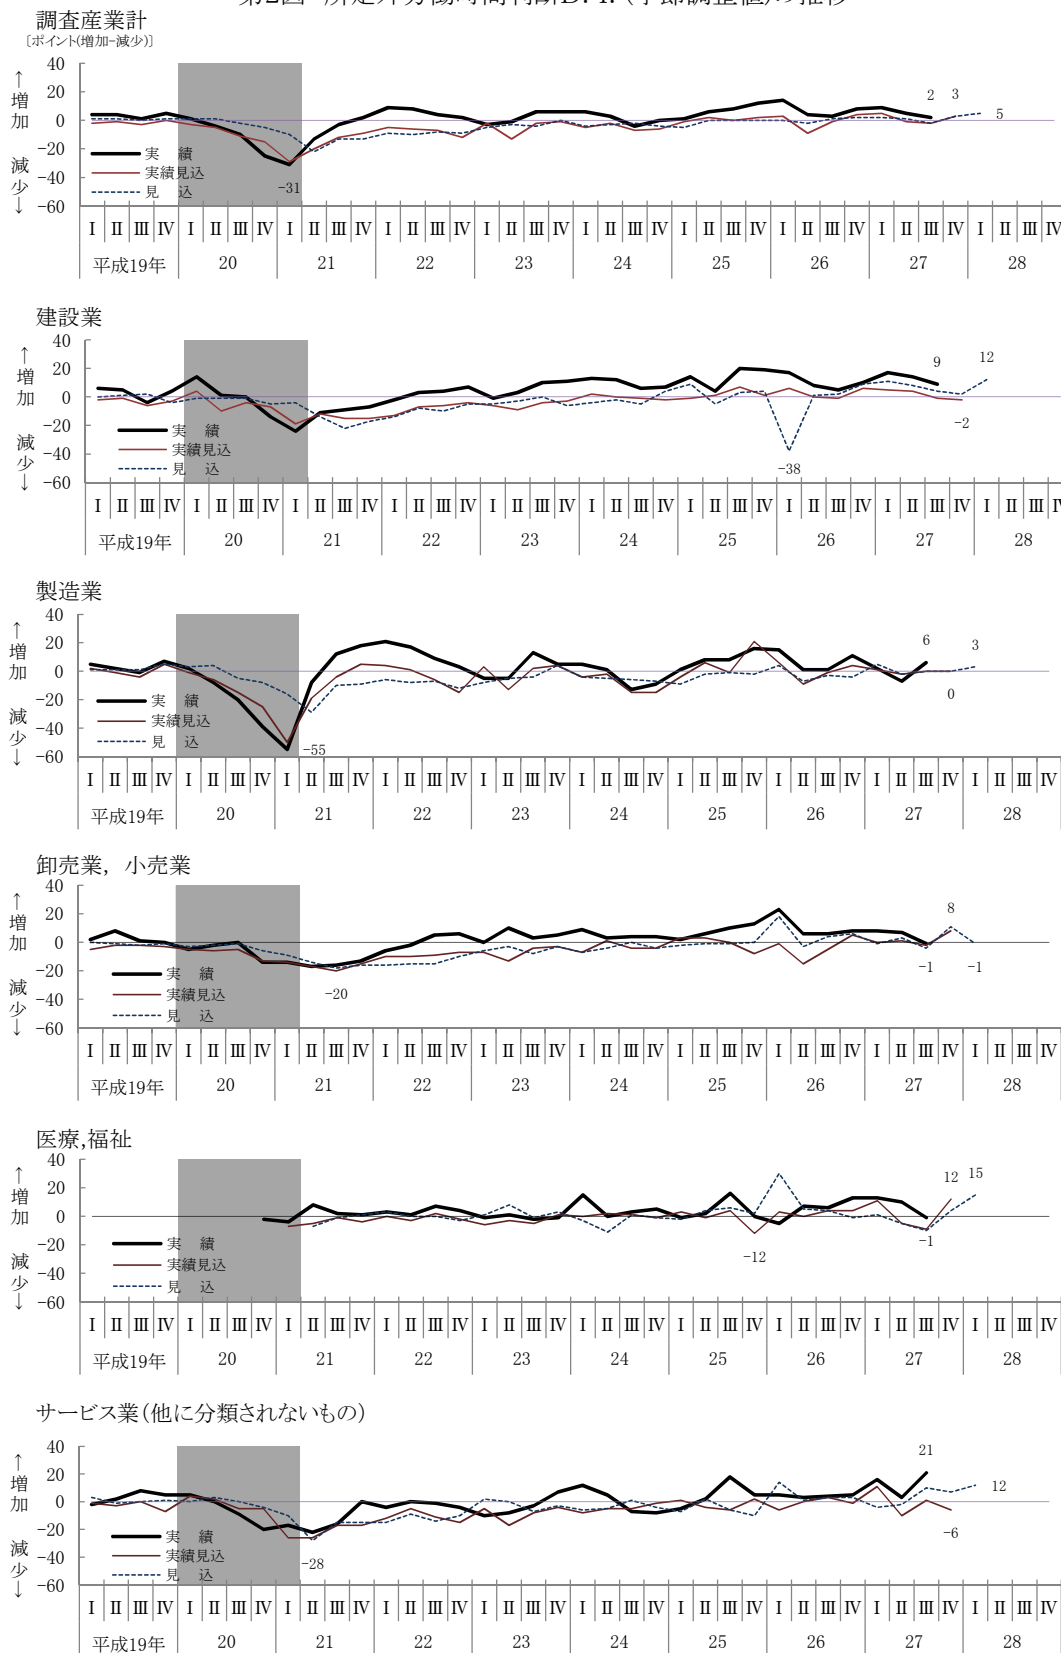 第2図 所定外労働時間判断D.I.(季節調整値)の推移
調査産業計
〔ポイント(増加-減少)〕
↑増加 減少↓
40
20
0
-20
-40
-60
2 3 5
-31
実 績
実績見込
見 込
Ⅰ Ⅱ Ⅲ Ⅳ Ⅰ Ⅱ Ⅲ Ⅳ Ⅰ Ⅱ Ⅲ Ⅳ Ⅰ Ⅱ Ⅲ Ⅳ Ⅰ Ⅱ Ⅲ Ⅳ Ⅰ Ⅱ Ⅲ Ⅳ Ⅰ Ⅱ Ⅲ Ⅳ Ⅰ Ⅱ Ⅲ Ⅳ Ⅰ Ⅱ Ⅲ Ⅳ Ⅰ Ⅱ Ⅲ Ⅳ
平成19年 20 21 22 23 24 25 26 27 28
建設業
↑増加 減少↓
40
20
0
-20
-40
-60
9 12
-2
-38
実 績
実績見込
見 込
Ⅰ Ⅱ Ⅲ Ⅳ Ⅰ Ⅱ Ⅲ Ⅳ Ⅰ Ⅱ Ⅲ Ⅳ Ⅰ Ⅱ Ⅲ Ⅳ Ⅰ Ⅱ Ⅲ Ⅳ Ⅰ Ⅱ Ⅲ Ⅳ Ⅰ Ⅱ Ⅲ Ⅳ Ⅰ Ⅱ Ⅲ Ⅳ Ⅰ Ⅱ Ⅲ Ⅳ Ⅰ Ⅱ Ⅲ Ⅳ
平成19年 20 21 22 23 24 25 26 27 28
製造業
↑増加 減少↓
40
20
0
-20
-40
-60
6 3
0
-55
実 績
実績見込
見 込
Ⅰ Ⅱ Ⅲ Ⅳ Ⅰ Ⅱ Ⅲ Ⅳ Ⅰ Ⅱ Ⅲ Ⅳ Ⅰ Ⅱ Ⅲ Ⅳ Ⅰ Ⅱ Ⅲ Ⅳ Ⅰ Ⅱ Ⅲ Ⅳ Ⅰ Ⅱ Ⅲ Ⅳ Ⅰ Ⅱ Ⅲ Ⅳ Ⅰ Ⅱ Ⅲ Ⅳ Ⅰ Ⅱ Ⅲ Ⅳ
平成19年 20 21 22 23 24 25 26 27 28
卸売業, 小売業
↑増加 減少↓
40
20
0
-20
-40
-60
8
-1 -1
-20
実 績
実績見込
見 込
Ⅰ Ⅱ Ⅲ Ⅳ Ⅰ Ⅱ Ⅲ Ⅳ Ⅰ Ⅱ Ⅲ Ⅳ Ⅰ Ⅱ Ⅲ Ⅳ Ⅰ Ⅱ Ⅲ Ⅳ Ⅰ Ⅱ Ⅲ Ⅳ Ⅰ Ⅱ Ⅲ Ⅳ Ⅰ Ⅱ Ⅲ Ⅳ Ⅰ Ⅱ Ⅲ Ⅳ Ⅰ Ⅱ Ⅲ Ⅳ
平成19年 20 21 22 23 24 25 26 27 28
医療,福祉
↑増加 減少↓
40
20
0
-20
-40
-60
12 15
-1
-12
実 績
実績見込
見 込
Ⅰ Ⅱ Ⅲ Ⅳ Ⅰ Ⅱ Ⅲ Ⅳ Ⅰ Ⅱ Ⅲ Ⅳ Ⅰ Ⅱ Ⅲ Ⅳ Ⅰ Ⅱ Ⅲ Ⅳ Ⅰ Ⅱ Ⅲ Ⅳ Ⅰ Ⅱ Ⅲ Ⅳ Ⅰ Ⅱ Ⅲ Ⅳ Ⅰ Ⅱ Ⅲ Ⅳ Ⅰ Ⅱ Ⅲ Ⅳ
平成19年 20 21 22 23 24 25 26 27 28
サービス業(他に分類されないもの)
↑増加 減少↓
40
20
0
-20
-40
-60
21
12
-6
-28
実 績
実績見込
見 込
Ⅰ Ⅱ Ⅲ Ⅳ Ⅰ Ⅱ Ⅲ Ⅳ Ⅰ Ⅱ Ⅲ Ⅳ Ⅰ Ⅱ Ⅲ Ⅳ Ⅰ Ⅱ Ⅲ Ⅳ Ⅰ Ⅱ Ⅲ Ⅳ Ⅰ Ⅱ Ⅲ Ⅳ Ⅰ Ⅱ Ⅲ Ⅳ Ⅰ Ⅱ Ⅲ Ⅳ Ⅰ Ⅱ Ⅲ Ⅳ
平成19年 20 21 22 23 24 25 26 27 28